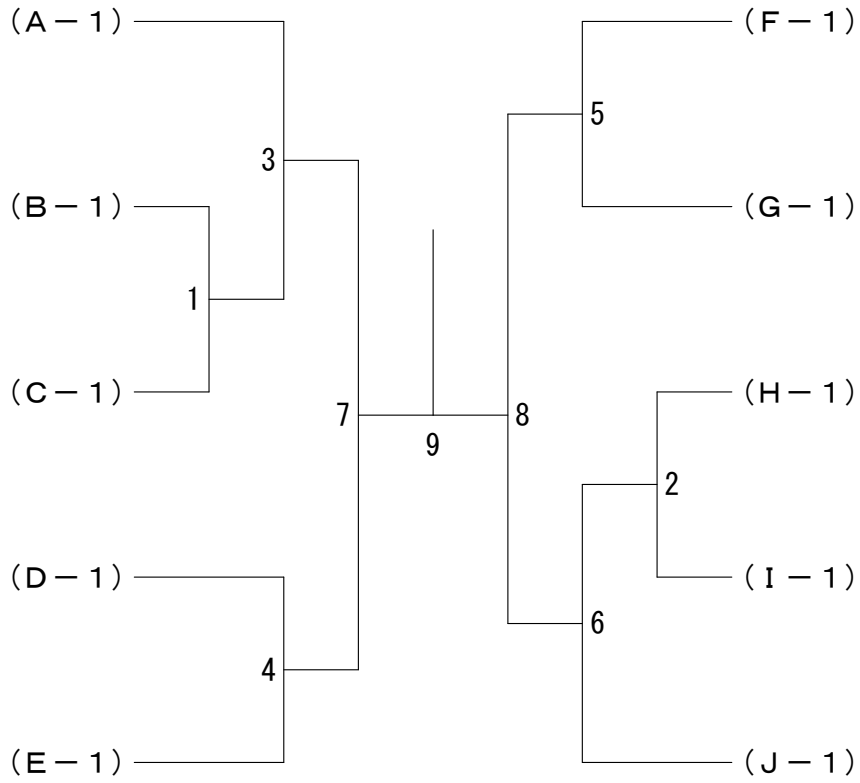 (A－1)
(F－1)
5
3
(B－1)
(G－1)
1
(C－1)
(H－1)
7
8
9
2
(D－1)
(I－1)
6
4
(E－1)
(J－1)